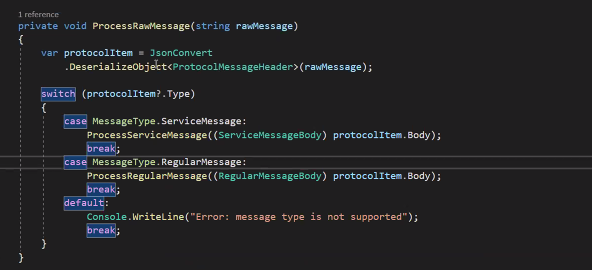 1 reference
private void ProcessRawMessage(string rawMessage)
{
var protocolItem = JsonConvert
.DeserializeObject<ProtocolMessageHeader>(rawMessage);
switch (protocolItem?.Type)
{
case MessageType.ServiceMessage:
ProcessServiceMessage((ServiceMessageBody) protocolItem.Body);
break;
case MessageType.RegularMessage:
ProcessRegularMessage((RegularMessageBody) protocolItem.Body);
break;
default:
Console.WriteLine("Error: message type is not supported");
break;
}
}